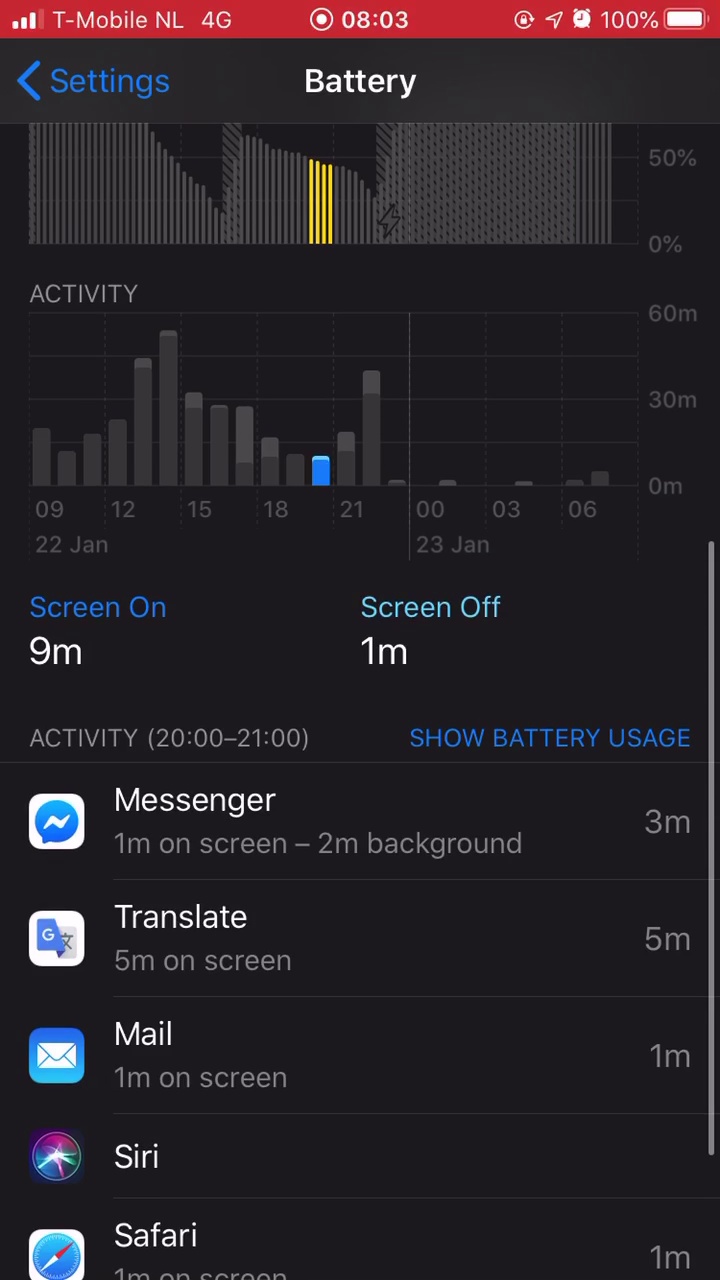 T-Mobile NL 4G 08:03 100%
Settings Battery
50%
0%
ACTIVITY
60m
30m
0m
09 12 15 18 21 00 03 06
22 Jan 23 Jan
Screen On Screen Off
9m 1m
ACTIVITY (20:00–21:00) SHOW BATTERY USAGE
Messenger
1m on screen – 2m background 3m
Translate
5m on screen 5m
Mail
1m on screen 1m
Siri
Safari
1m on screen 1m